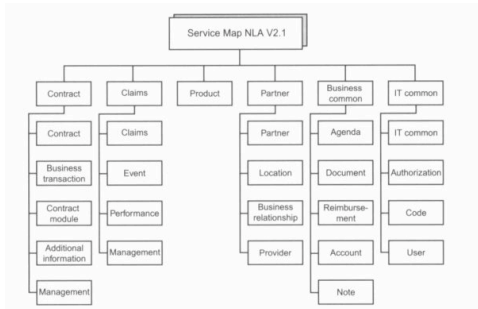 Service Map NLA V2.1
Contract
Claims
Product
Partner
Business
common
IT common
Contract
Claims
Partner
Agenda
IT common
Business
transaction
Event
Location
Document
Authorization
Contract
module
Performance
Business
relationship
Reimburse-
ment
Code
Additional
information
Management
Provider
Account
User
Management
Note